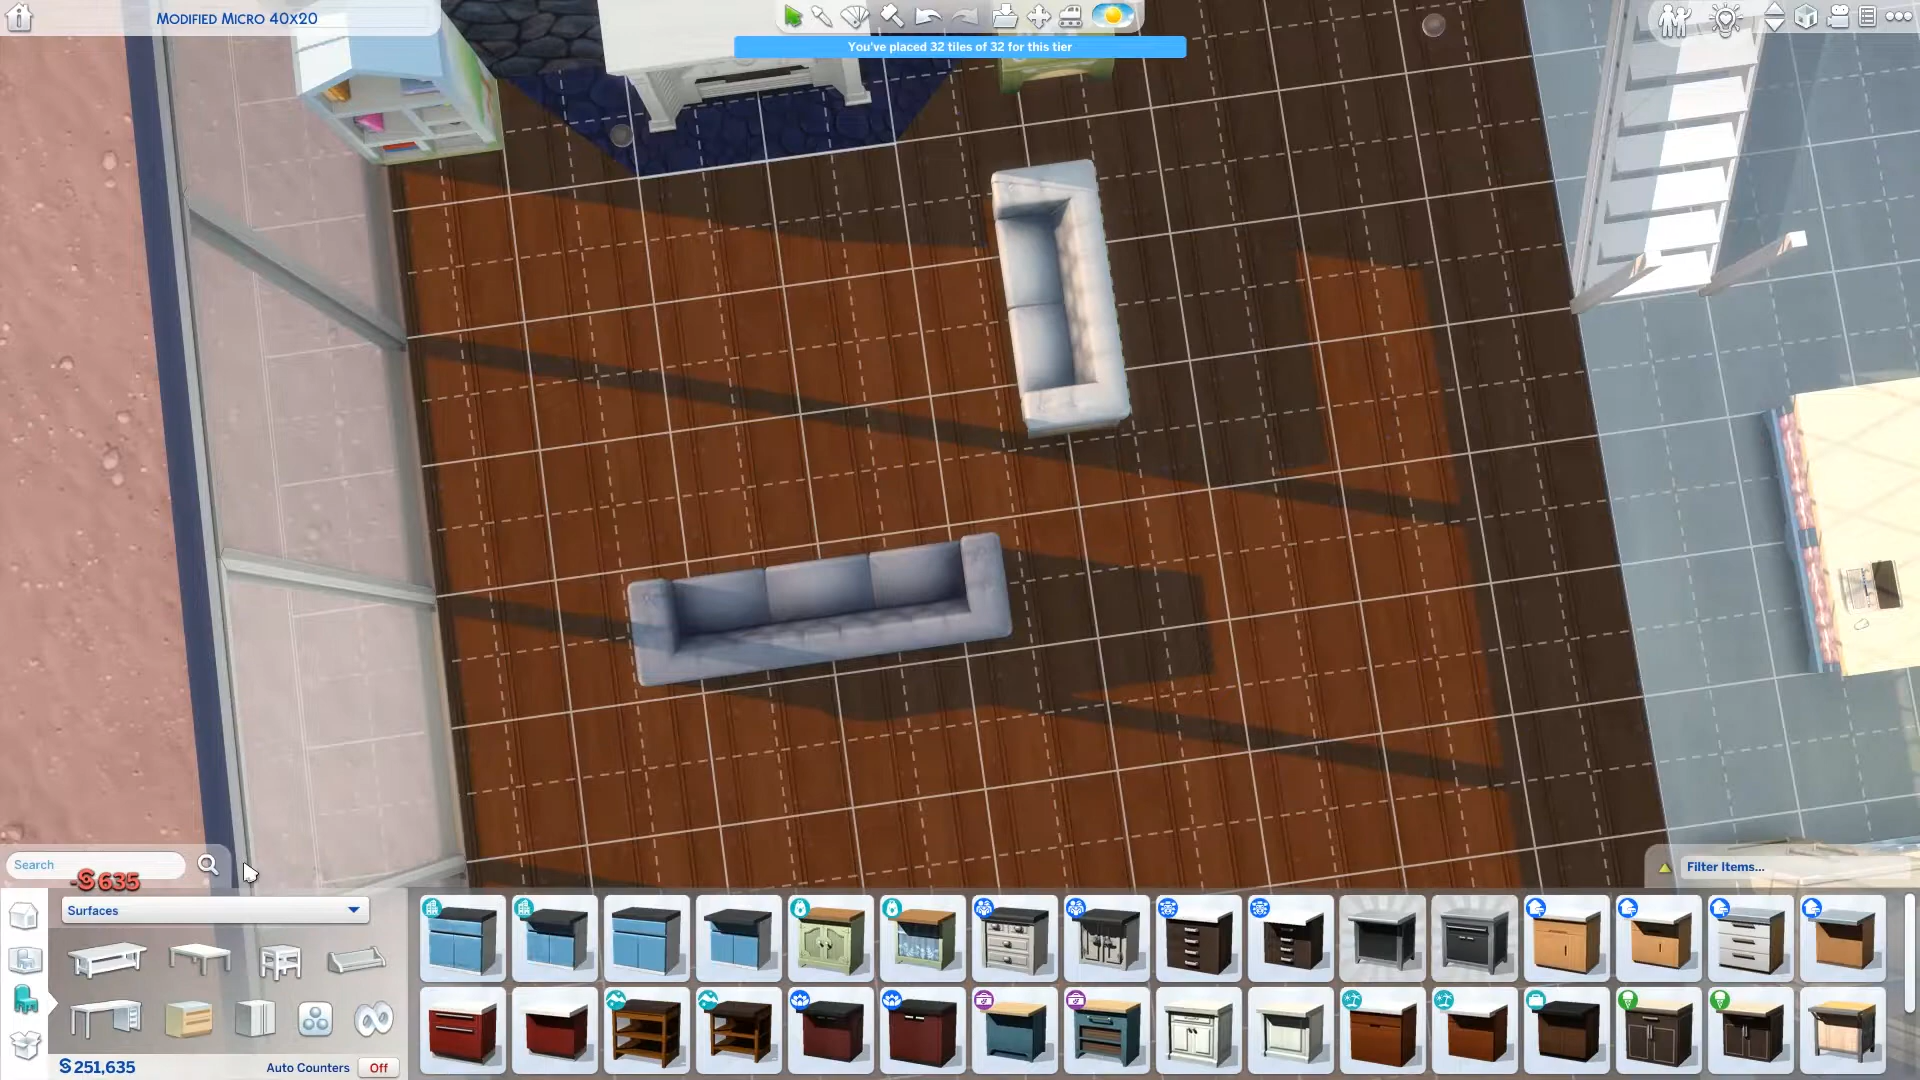 Modified Micro 40x20
You've placed 32 tiles of 32 for this tier
Search
-§635
Filter Items...
Surfaces
§251,635
Auto Counters
Off